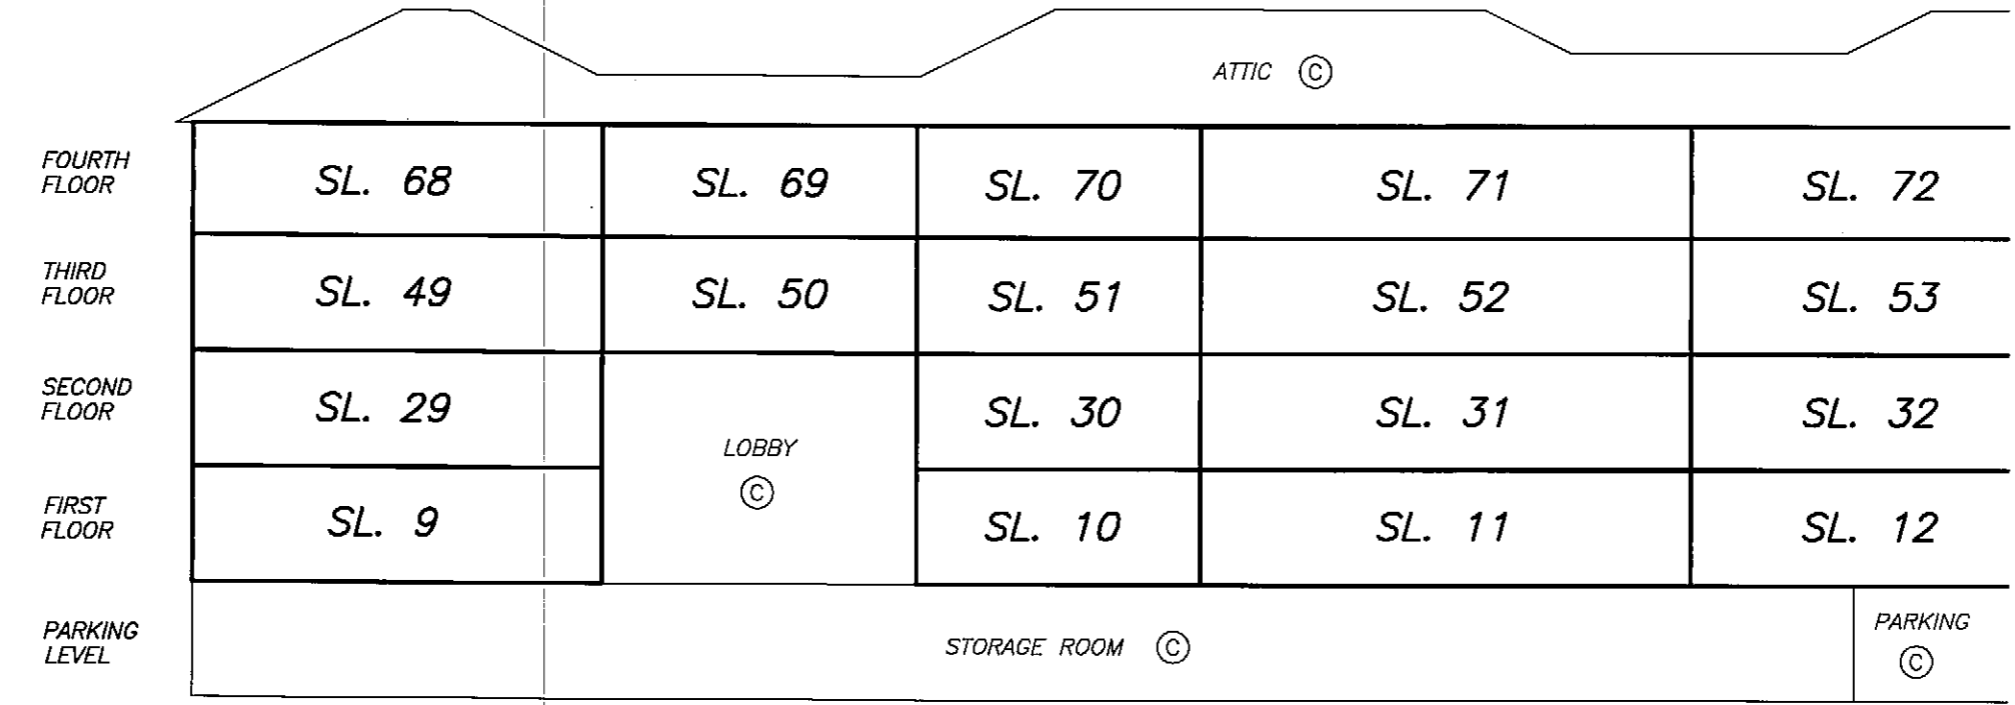 ATTIC Ⓒ
FOURTH
FLOOR
SL. 68
SL. 69
SL. 70
SL. 71
SL. 72
THIRD
FLOOR
SL. 49
SL. 50
SL. 51
SL. 52
SL. 53
SECOND
FLOOR
SL. 29
LOBBY
Ⓒ
SL. 30
SL. 31
SL. 32
FIRST
FLOOR
SL. 9
SL. 10
SL. 11
SL. 12
PARKING
LEVEL
STORAGE ROOM Ⓒ
PARKING
Ⓒ